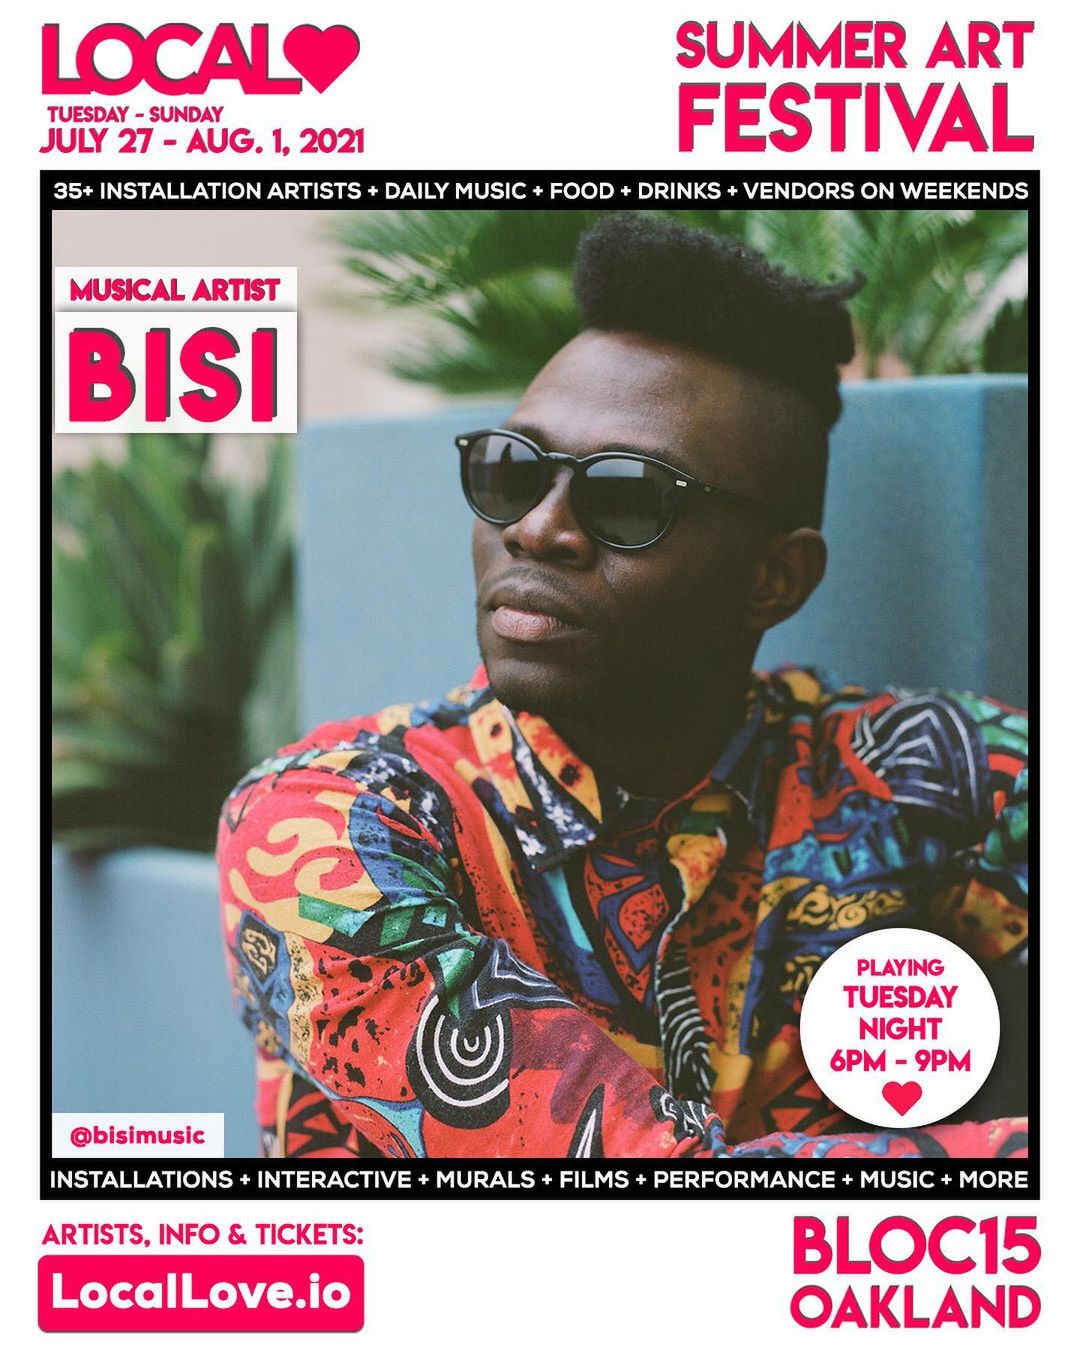 LOCAL
TUESDAY - SUNDAY
JULY 27 - AUG. 1, 2021
SUMMER ART
FESTIVAL
35+ INSTALLATION ARTISTS + DAILY MUSIC + FOOD + DRINKS + VENDORS ON WEEKENDS
MUSICAL ARTIST
BISI
PLAYING
TUESDAY
NIGHT
6PM - 9PM
@bisimusic
INSTALLATIONS + INTERACTIVE + MURALS + FILMS + PERFORMANCE + MUSIC + MORE
ARTISTS, INFO & TICKETS:
LocalLove.io
BLOC15
OAKLAND